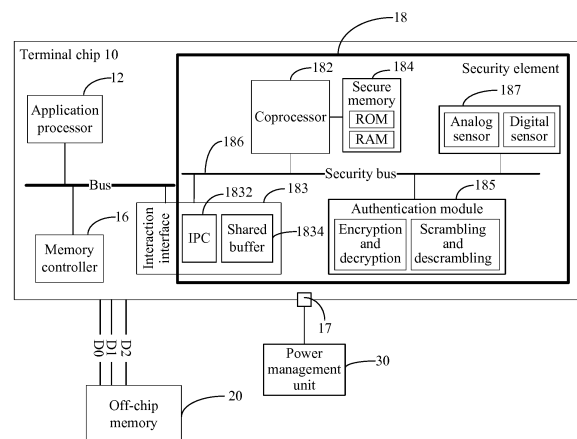 18
Terminal chip 10
12
Application
processor
182
Coprocessor
184
Secure
memory
ROM
RAM
Security element
187
Analog
sensor
Digital
sensor
186
Bus
Security bus
16
Memory
controller
Interaction
interface
1832
183
IPC
Shared
buffer
1834
185
Authentication module
Encryption
and
decryption
Scrambling
and
descrambling
17
D0
D1
D2
Power
management
unit
30
Off-chip
memory
20